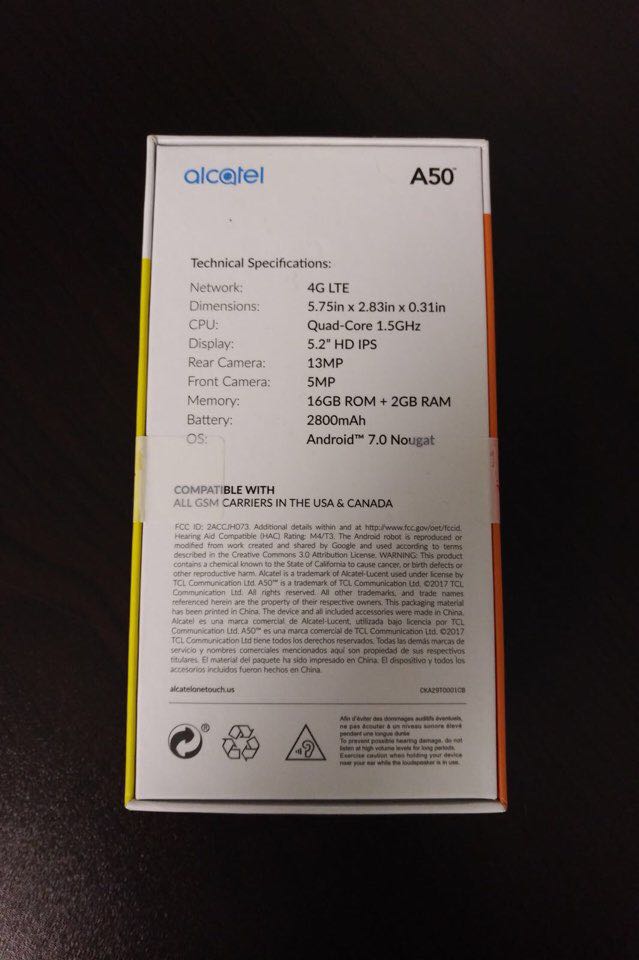 alcatel A50™
Technical Specifications:
Network: 4G LTE
Dimensions: 5.75in x 2.83in x 0.31in
CPU: Quad-Core 1.5GHz
Display: 5.2" HD IPS
Rear Camera: 13MP
Front Camera: 5MP
Memory: 16GB ROM + 2GB RAM
Battery: 2800mAh
OS: Android™ 7.0 Nougat
COMPATIBLE WITH
ALL GSM CARRIERS IN THE USA & CANADA
FCC ID: 2ACCJH073. Additional details within and at http://www.fcc.gov/oet/fccid.
Hearing Aid Compatible (HAC) Rating: M4/T3. The Android robot is reproduced or
modified from work created and shared by Google and used according to terms
described in the Creative Commons 3.0 Attribution License. WARNING: This product
contains a chemical known to the State of California to cause cancer, or birth defects or
other reproductive harm. Alcatel is a trademark of Alcatel-Lucent used under license by
TCL Communication Ltd. A50™ is a trademark of TCL Communication Ltd. ©2017 TCL
Communication Ltd. All rights reserved. All other trademarks, and trade names
referenced herein are the property of their respective owners. This packaging material
has been printed in China. The device and all included accessories were made in China.
Alcatel es una marca comercial de Alcatel-Lucent, utilizada bajo licencia por TCL
Communication Ltd. A50™ es una marca comercial de TCL Communication Ltd. ©2017
TCL Communication Ltd tiene todos los derechos reservados. Todas las demás marcas de
servicio y nombres comerciales mencionados aquí son propiedad de sus respectivos
titulares. El material del paquete ha sido impresado en China. El dispositivo y todos los
accesorios incluidos fueron hechos en China.
alcatelonetouch.us CKA29T0001CB
®
Afin d'éviter des dommages auditifs éventuels,
ne pas écouter à un niveau sonore élevé
pendant une longue durée
To prevent possible hearing damage, do not
listen at high volume levels for long periods.
Exercise caution when holding your device
near your ear while the loudspeaker is in use.